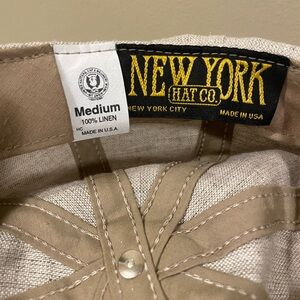 Medium
100% LINEN
MADE IN U.S.A.
NEW YORK
HAT CO.
NEW YORK CITY MADE IN USA